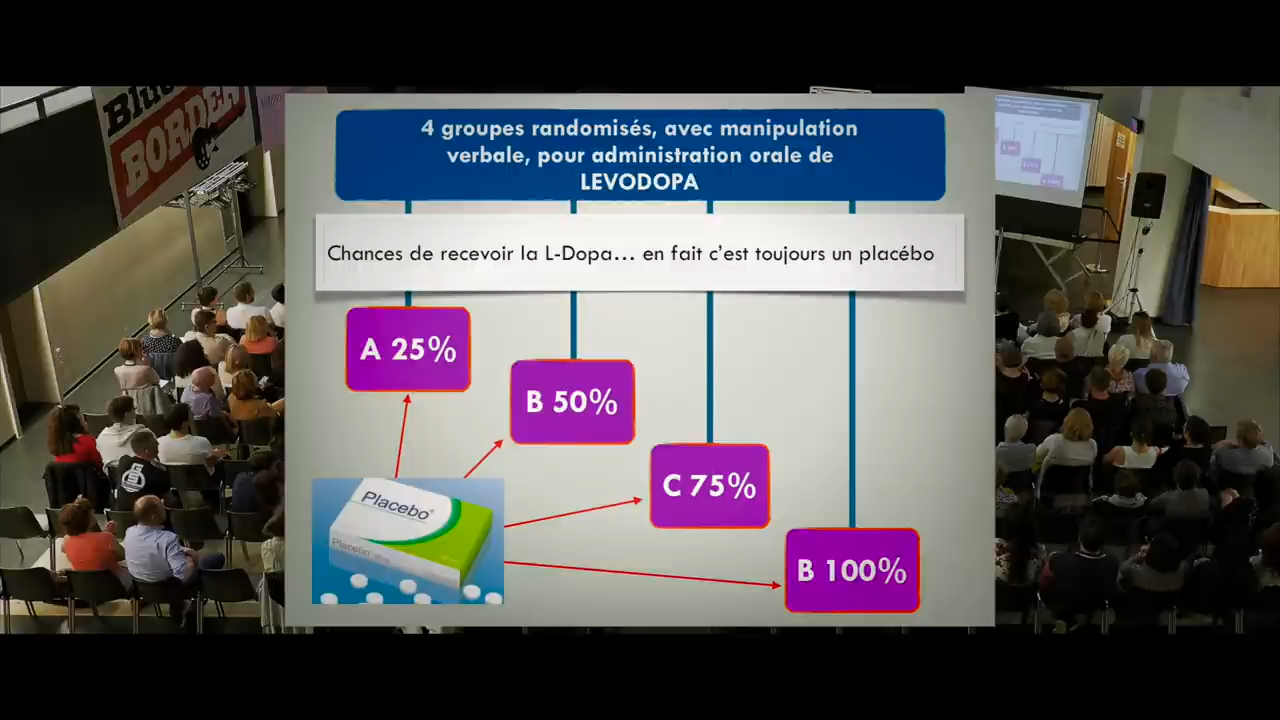 Blue
BORDER
4 groupes randomisés, avec manipulation
verbale, pour administration orale de
LEVODOPA
Chances de recevoir la L-Dopa… en fait c’est toujours un placébo
A 25%
B 50%
C 75%
B 100%
Placebo
Placebo